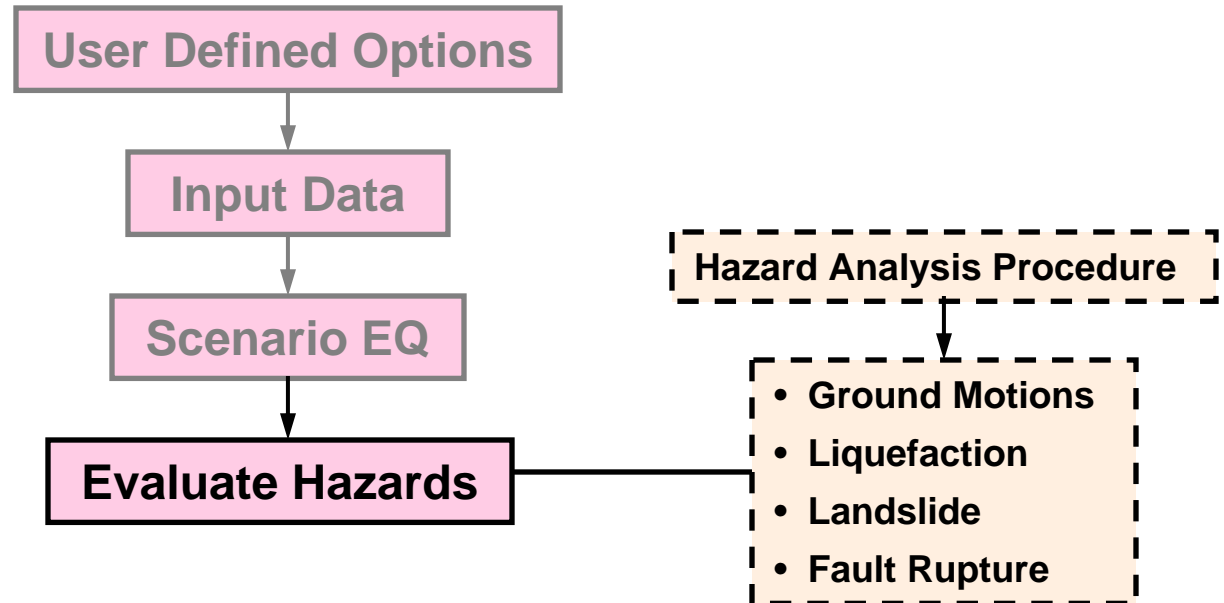 User Defined Options
Input Data
Scenario EQ
Evaluate Hazards
Hazard Analysis Procedure
• Ground Motions
• Liquefaction
• Landslide
• Fault Rupture